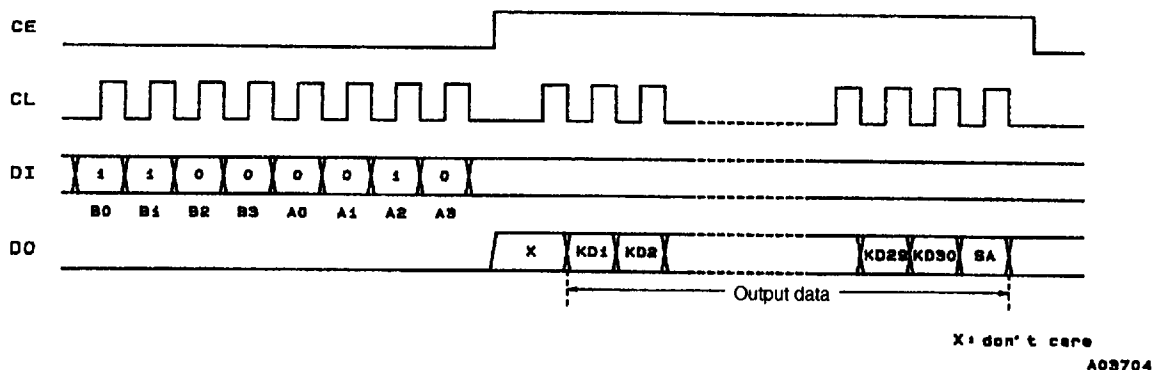 CE
CL
DI 1 1 0 0 0 0 1 0
B0 B1 B2 B3 A0 A1 A2 A3
DO X KD1 KD2 KD29 KD30 SA
Output data
X: don't care
A03704